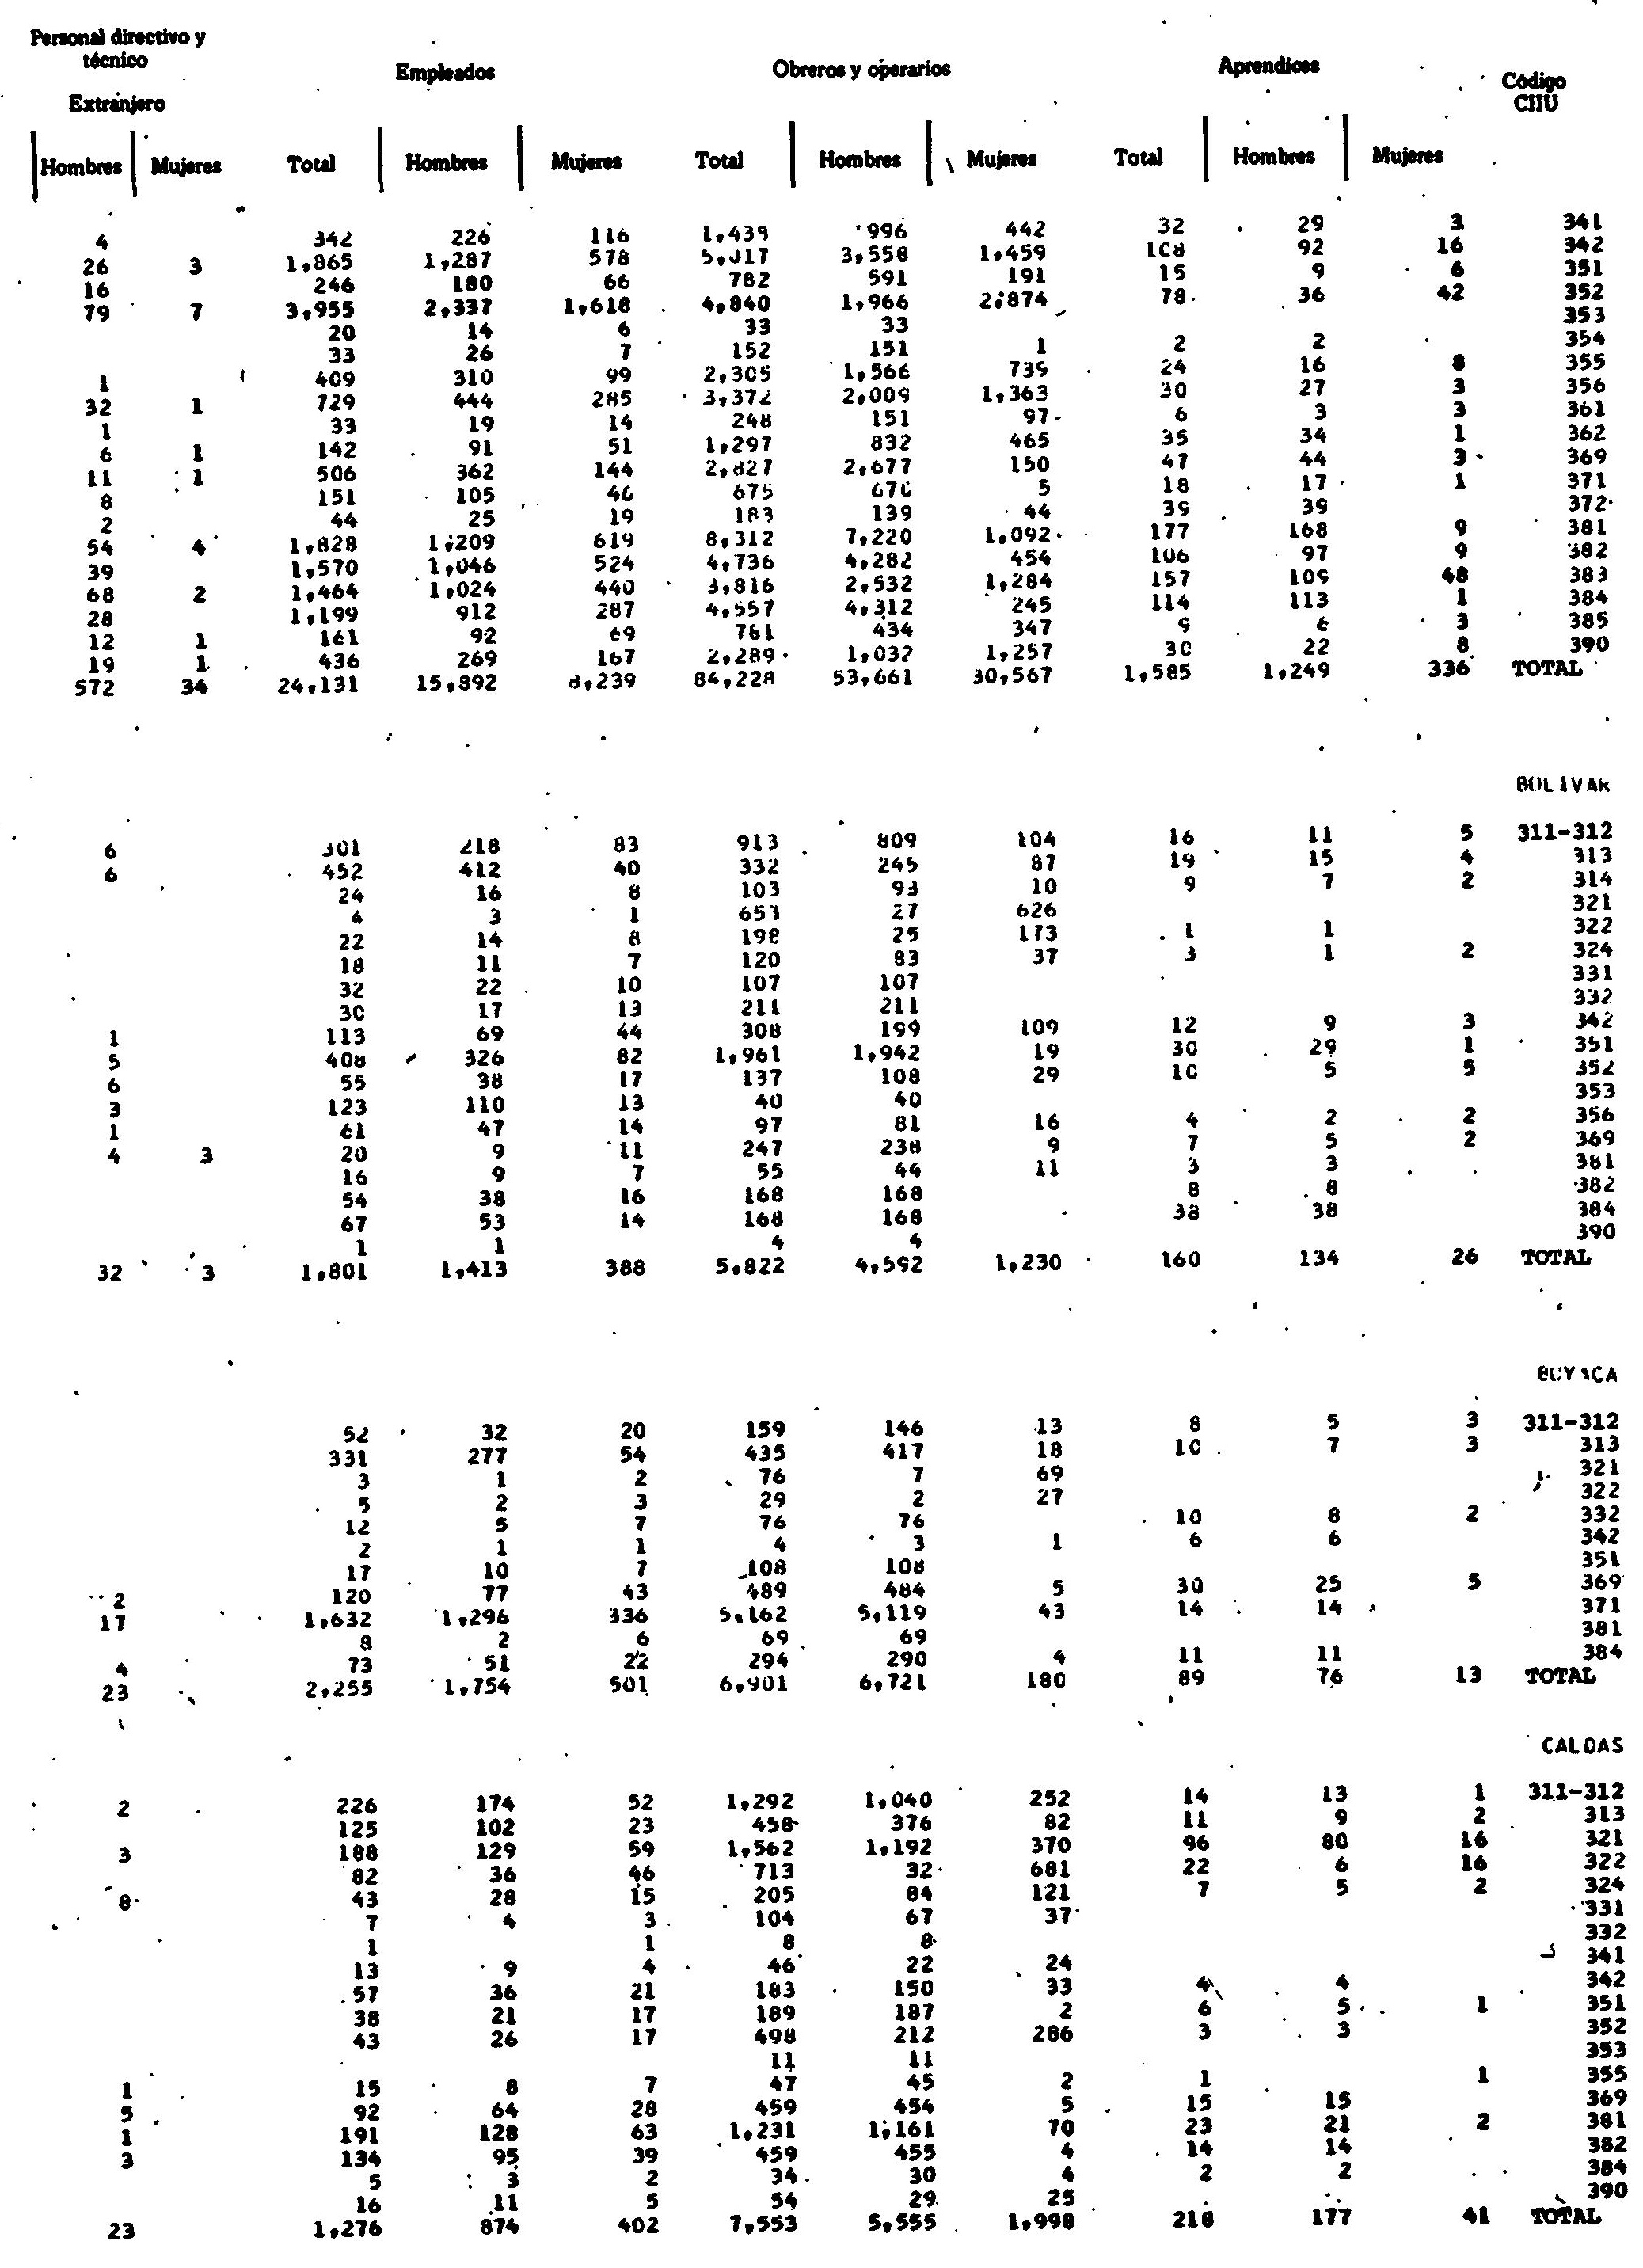 Personal directivo y
técnico
Empleados Obreros y operarios Aprendices Código
CIIU
Extranjero
Hombres Mujeres Total Hombres Mujeres Total Hombres Mujeres Total Hombres Mujeres
4 342 226 116 1,439 996 442 32 29 3 341
26 3 1,865 1,287 578 5,017 3,558 1,459 108 92 16 342
16 246 180 66 782 591 191 15 9 6 351
79 7 3,955 2,337 1,618 4,840 1,966 2,874 78 36 42 352
20 14 6 33 33 353
33 26 7 152 151 1 2 2 354
1 409 310 99 2,305 1,566 739 24 16 8 355
32 1 729 444 285 3,372 2,009 1,363 30 27 3 356
1 33 19 14 248 151 97 6 3 3 361
6 1 142 91 51 1,297 832 465 35 34 1 362
11 1 506 362 144 2,827 2,677 150 47 44 3 369
8 151 105 46 675 670 5 18 17 1 371
2 44 25 19 183 139 44 39 39 372
54 4 1,828 1,209 619 8,312 7,220 1,092 177 168 9 381
39 1,570 1,046 524 4,736 4,282 454 106 97 9 382
68 2 1,464 1,024 440 3,816 2,532 1,284 157 109 48 383
28 1,199 912 287 4,557 4,312 245 114 113 1 384
12 1 161 92 69 781 434 347 9 6 3 385
19 1 436 269 167 2,289 1,032 1,257 30 22 8 390
572 34 24,131 15,892 8,239 84,228 53,661 30,567 1,585 1,249 336 TOTAL
BOLIVAR
6 301 218 83 913 809 104 16 11 5 311-312
6 452 412 40 332 245 87 19 15 4 313
24 16 8 103 93 10 9 7 2 314
4 3 1 653 27 626 321
22 14 8 198 25 173 1 1 322
18 11 7 120 83 37 3 1 2 324
32 22 10 107 107 331
30 17 13 211 211 332
1 113 69 44 308 199 109 12 9 3 342
5 408 326 82 1,961 1,942 19 30 29 1 351
6 55 38 17 137 108 29 10 5 5 352
3 123 110 13 40 40 353
1 61 47 14 97 81 16 4 2 2 356
4 3 20 9 11 247 238 9 7 5 2 369
16 9 7 55 44 11 3 3 381
54 38 16 168 168 8 8 382
67 53 14 168 168 38 38 384
1 1 4 4 390
32 3 1,801 1,413 388 5,822 4,592 1,230 160 134 26 TOTAL
BOYACA
52 32 20 159 146 13 8 5 3 311-312
331 277 54 435 417 18 10 7 3 313
3 1 2 76 7 69 321
5 2 3 29 2 27 322
12 5 7 76 76 10 8 2 332
2 1 1 4 3 1 6 6 342
17 10 7 108 108 351
2 120 77 43 489 484 5 30 25 5 369
17 1,632 1,296 336 5,162 5,119 43 14 14 371
8 2 6 69 69 381
4 73 51 22 294 290 4 11 11 384
23 2,255 1,754 501 6,901 6,721 180 89 76 13 TOTAL
CALDAS
2 226 174 52 1,292 1,040 252 14 13 1 311-312
125 102 23 458 376 82 11 9 2 313
3 188 129 59 1,562 1,192 370 96 80 16 321
82 36 46 713 32 681 22 6 16 322
8 43 28 15 205 84 121 7 5 2 324
7 4 3 104 67 37 331
1 1 8 8 332
13 9 4 46 22 24 341
57 36 21 183 150 33 4 4 342
38 21 17 189 187 2 6 5 1 351
43 26 17 498 212 286 3 3 352
11 11 353
1 15 8 7 47 45 2 1 1 355
5 92 64 28 459 454 5 15 15 369
1 191 128 63 1,231 1,161 70 23 21 2 381
3 134 95 39 459 455 4 14 14 382
5 3 2 34 30 4 2 2 384
16 11 5 54 29 25 390
23 1,276 874 402 7,553 5,555 1,998 218 177 41 TOTAL